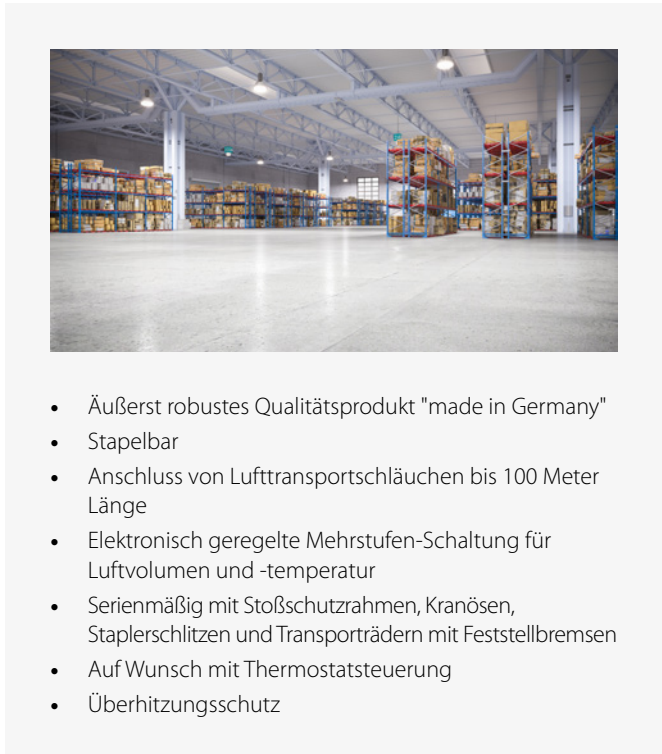 • Äußerst robustes Qualitätsprodukt "made in Germany"
• Stapelbar
• Anschluss von Lufttransportschläuchen bis 100 Meter
Länge
• Elektronisch geregelte Mehrstufen-Schaltung für
Luftvolumen und -temperatur
• Serienmäßig mit Stoßschutzrahmen, Kranösen,
Staplerschlitzen und Transporträdern mit Feststellbremsen
• Auf Wunsch mit Thermostatsteuerung
• Überhitzungsschutz